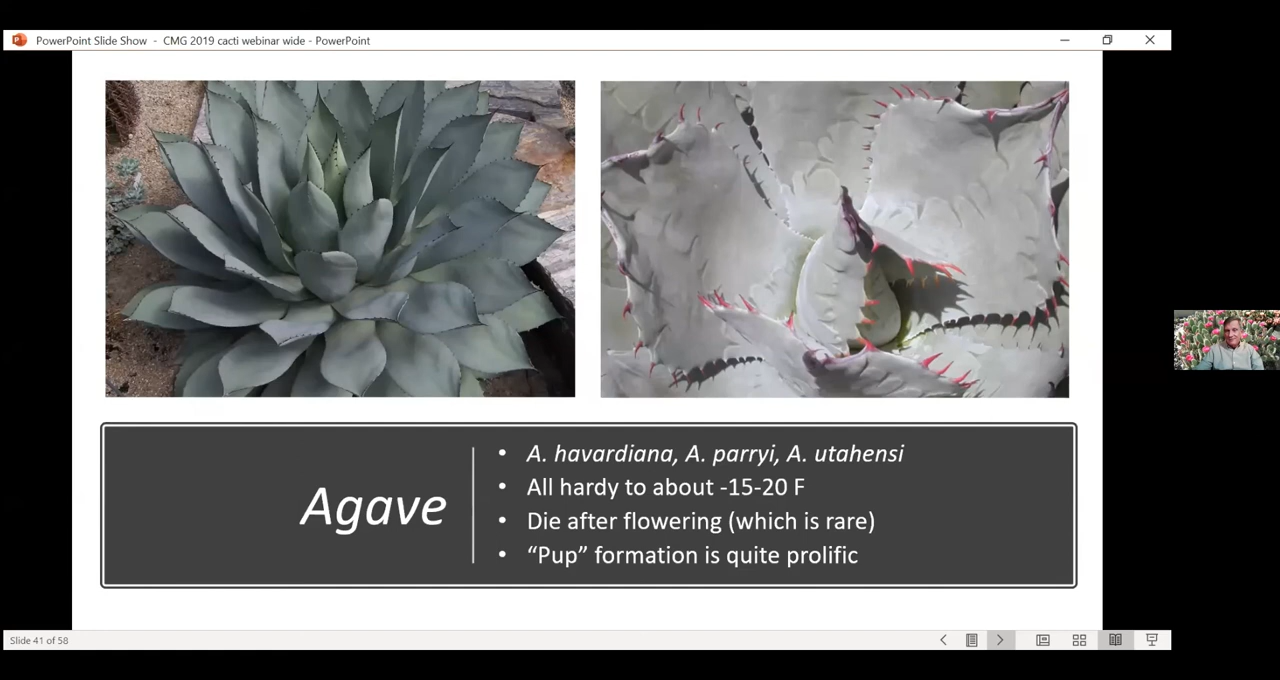 PowerPoint Slide Show - CMG 2019 cacti webinar wide - PowerPoint
Agave
• A. havardiana, A. parryi, A. utahensi
• All hardy to about -15-20 F
• Die after flowering (which is rare)
• “Pup” formation is quite prolific
Slide 41 of 58